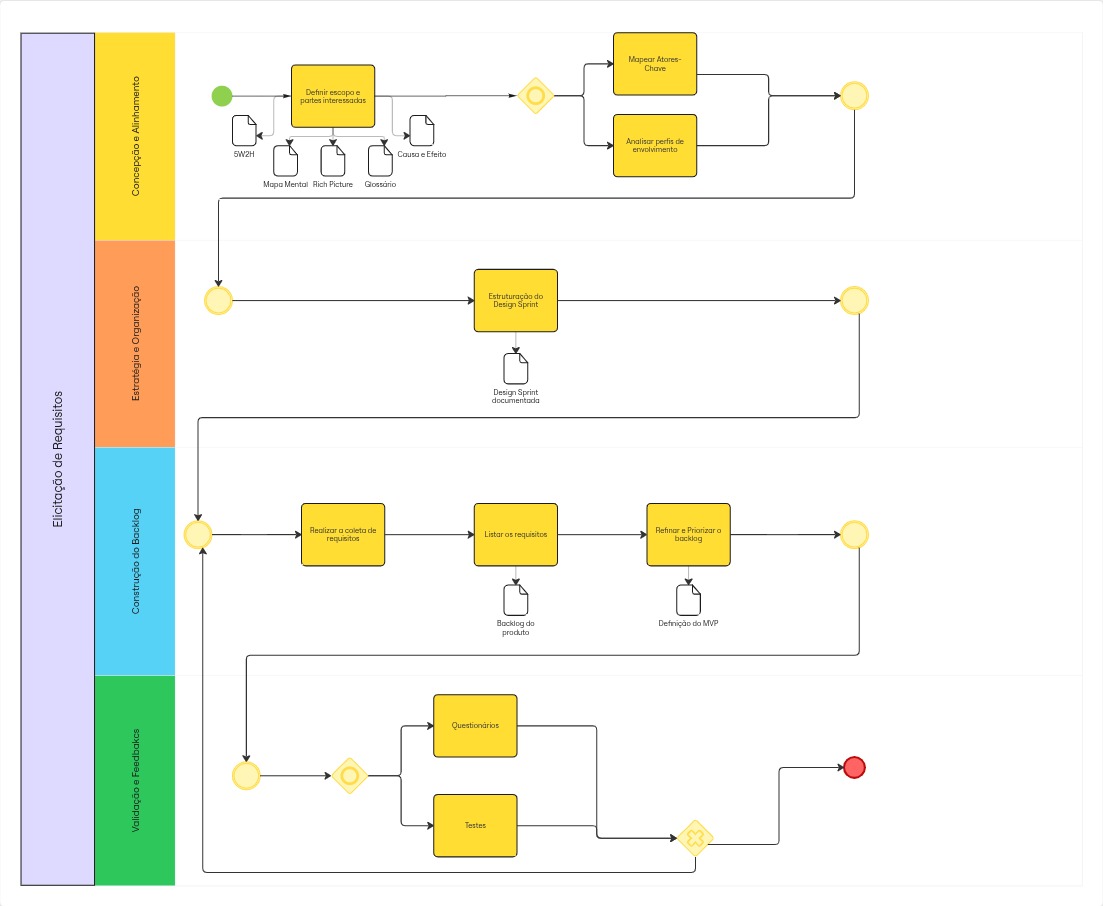 Elicitação de Requisitos
Concepção e Alinhamento
Definir escopo e
partes interessadas
5W2H
Mapa Mental
Rich Picture
Glossário
Causa e Efeito
Mapear Atores-
Chave
Analisar perfis de
envolvimento
Estratégia e Organização
Estruturação do
Design Sprint
Design Sprint
documentada
Construção do Backlog
Realizar a coleta de
requisitos
Listar os requisitos
Backlog do
produto
Refinar e Priorizar o
backlog
Definição do MVP
Validação e Feedbakcs
Questionários
Testes